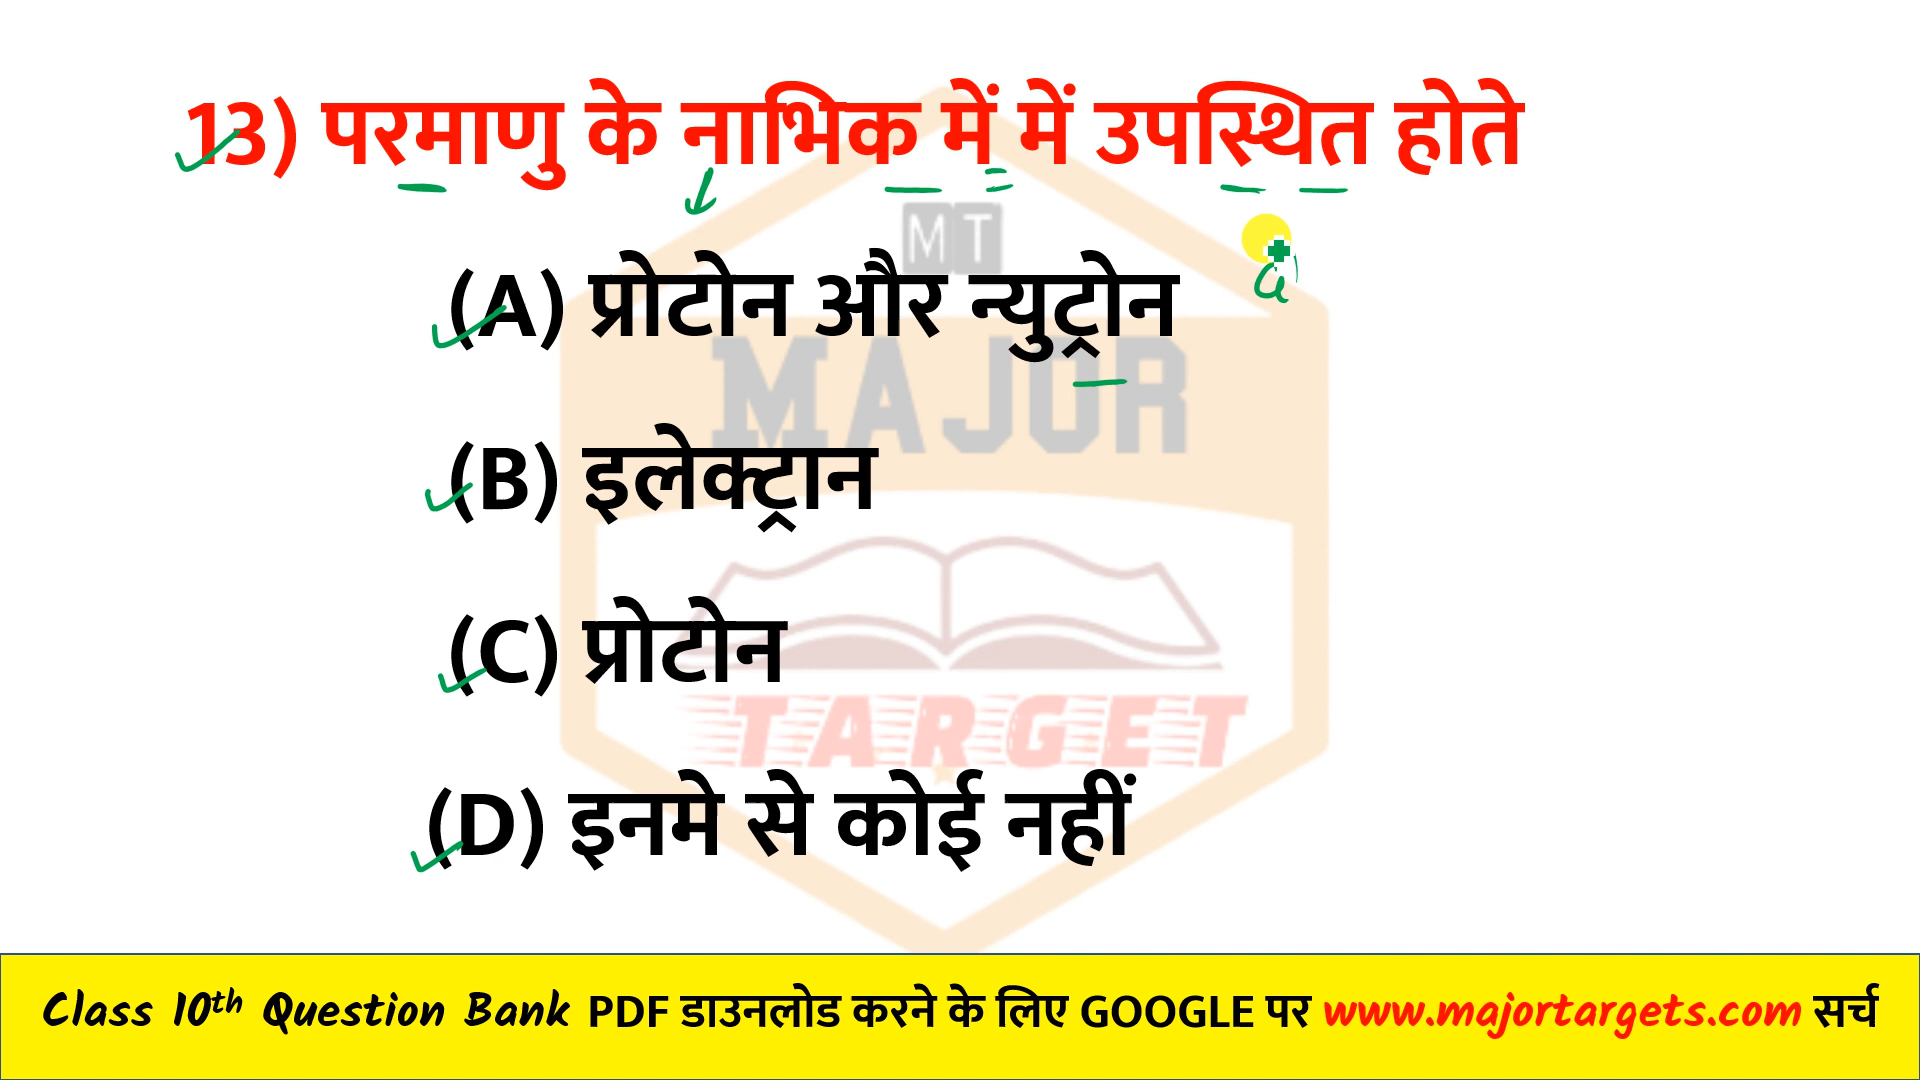 13) परमाणु के नाभिक में में उपस्थित होते
MT
(A) प्रोटोन और न्युट्रोन
MAJOR
(B) इलेक्ट्रान
(C) प्रोटोन
TARGET
(D) इनमे से कोई नहीं
Class 10th Question Bank PDF डाउनलोड करने के लिए GOOGLE पर www.majortargets.com सर्च